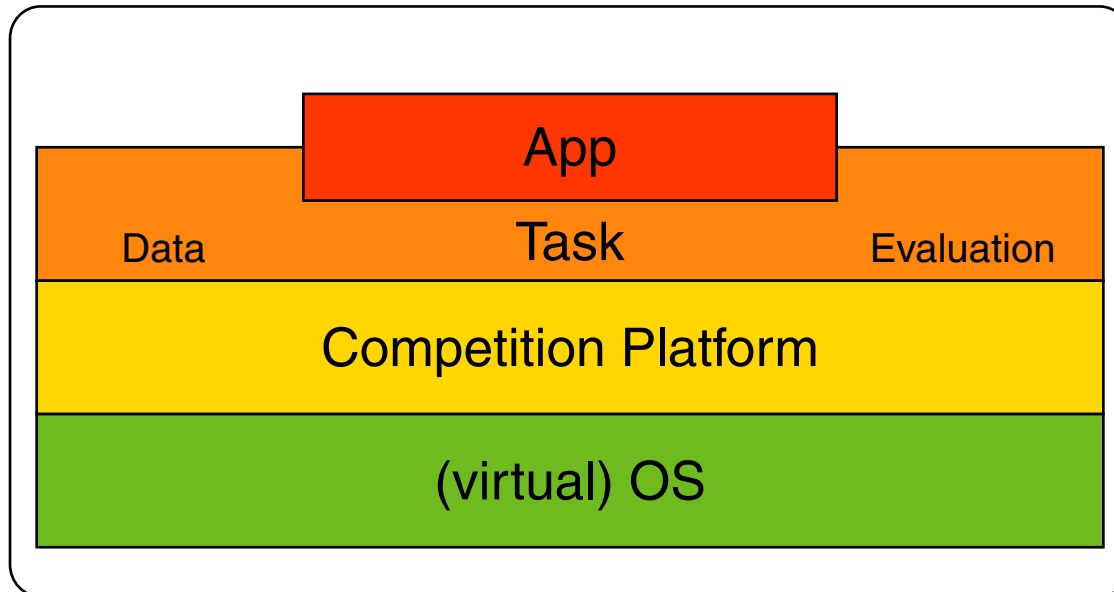 App
Data Task Evaluation
Competition Platform
(virtual) OS